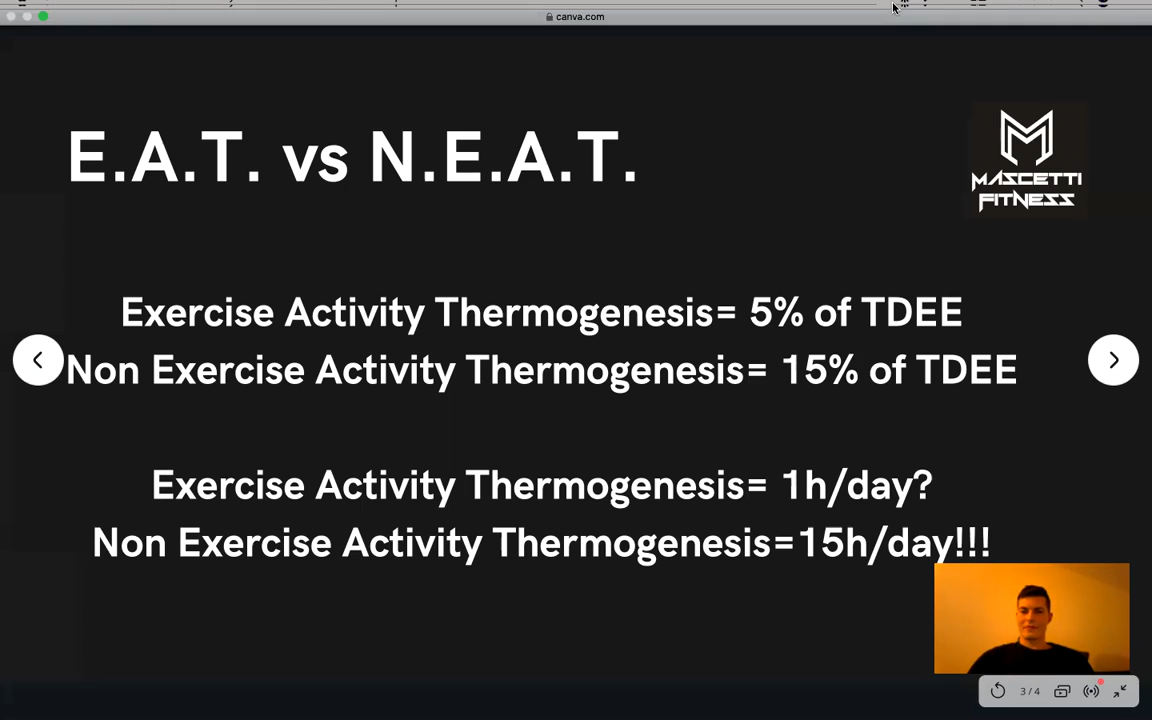 canva.com
E.A.T. vs N.E.A.T.
MASCETTI
FITNESS
Exercise Activity Thermogenesis= 5% of TDEE
Non Exercise Activity Thermogenesis= 15% of TDEE
Exercise Activity Thermogenesis= 1h/day?
Non Exercise Activity Thermogenesis=15h/day!!!
3/4